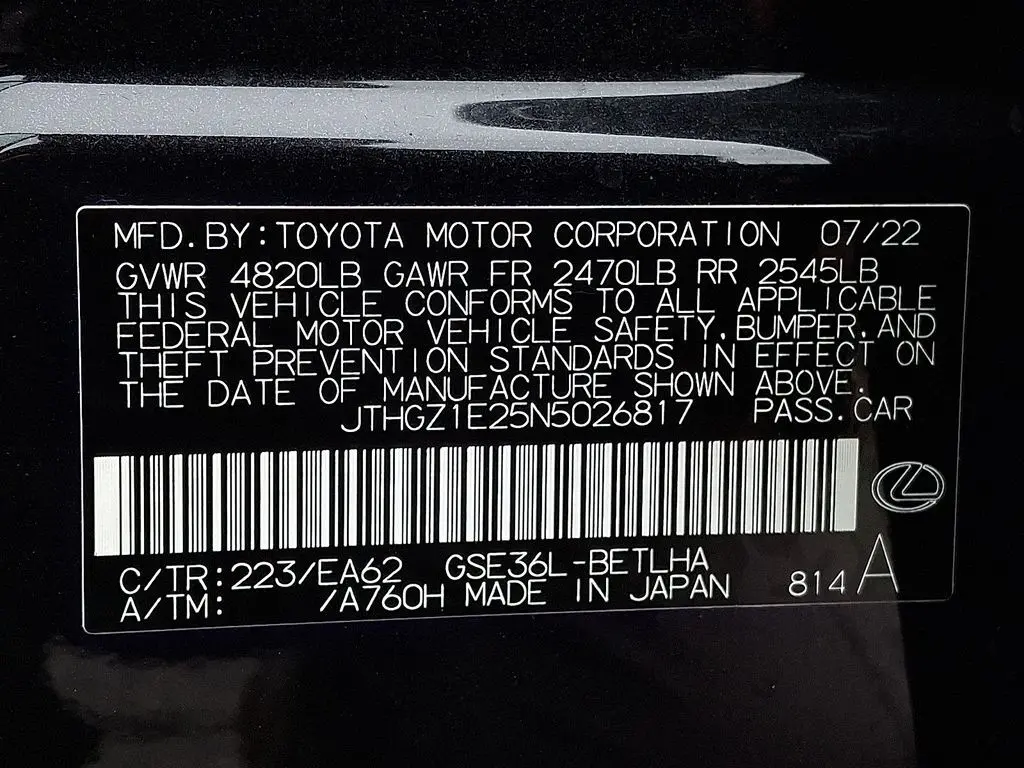 MFD. BY: TOYOTA MOTOR CORPORATION 07/22
GVWR 4820LB GAWR FR 2470LB RR 2545LB
THIS VEHICLE CONFORMS TO ALL APPLICABLE
FEDERAL MOTOR VEHICLE SAFETY, BUMPER, AND
THEFT PREVENTION STANDARDS IN EFFECT ON
THE DATE OF MANUFACTURE SHOWN ABOVE.
JTHGZ1E25N5026817 PASS. CAR
C/TR: 223/EA62 GSE36L-BETLHA
A/TM: /A760H MADE IN JAPAN 814 A